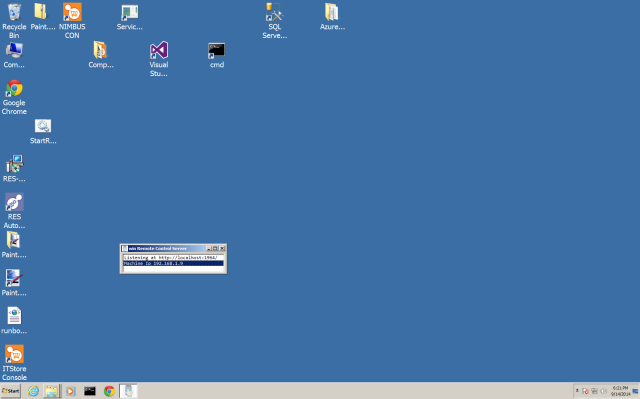 Recycle
Bin
Paint....
NIMBUS
CON
Servic...
SQL
Serve...
Azure...
Com...
Comp...
Visual
Stu...
cmd
Google
Chrome
StartR...
RES-...
RES
Auto...
win Remote Control Server
Listening at http://localhost:1964/
Machine ip 192.168.1.9
Paint....
Paint....
runbo...
ITStore
Console
Start
6:21 PM
9/14/2014